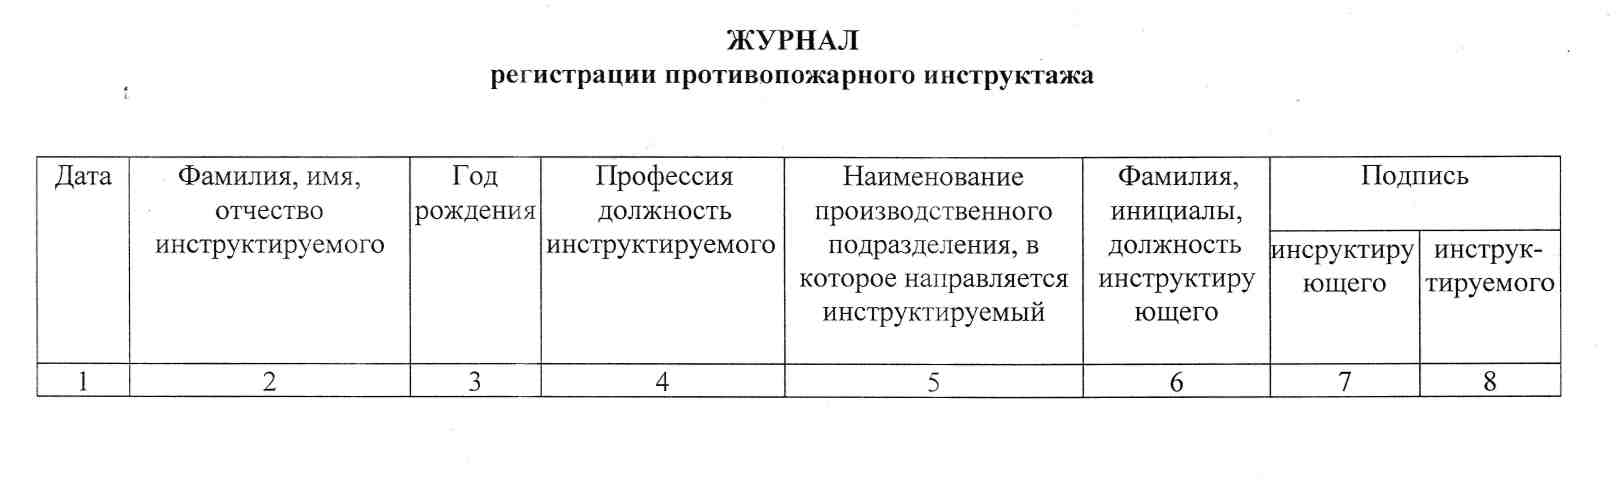 ЖУРНАЛ
регистрации противопожарного инструктажа
Дата
Фамилия, имя,
отчество
инструктируемого
Год
рождения
Профессия
должность
инструктируемого
Наименование
производственного
подразделения, в
которое направляется
инструктируемый
Фамилия,
инициалы,
должность
инструктиру
ющего
Подпись
инсруктиру
ющего
инструк-
тируемого
1 2 3 4 5 6 7 8